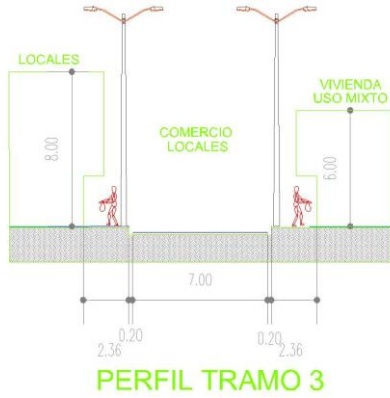 LOCALES
VIVIENDA
USO MIXTO
COMERCIO
LOCALES
8.00
6.00
7.00
0.20
0.20
2.36
2.36
PERFIL TRAMO 3